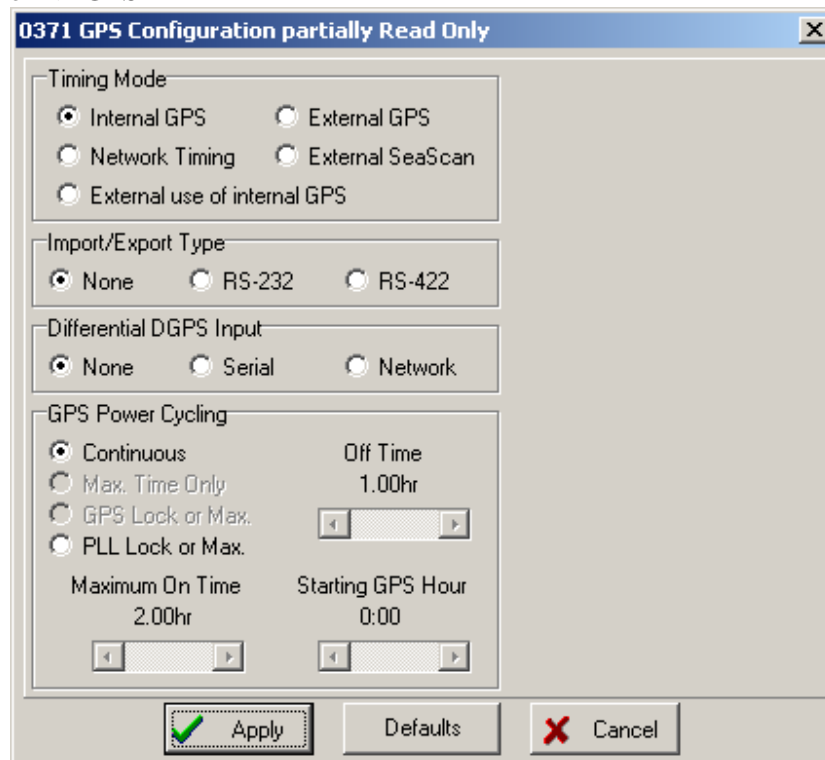 0371 GPS Configuration partially Read Only
Timing Mode
Internal GPS External GPS
Network Timing External SeaScan
External use of internal GPS
Import/Export Type
None RS-232 RS-422
Differential DGPS Input
None Serial Network
GPS Power Cycling
Continuous Off Time
Max. Time Only 1.00hr
GPS Lock or Max.
PLL Lock or Max.
Maximum On Time Starting GPS Hour
2.00hr 0:00
Apply Defaults Cancel